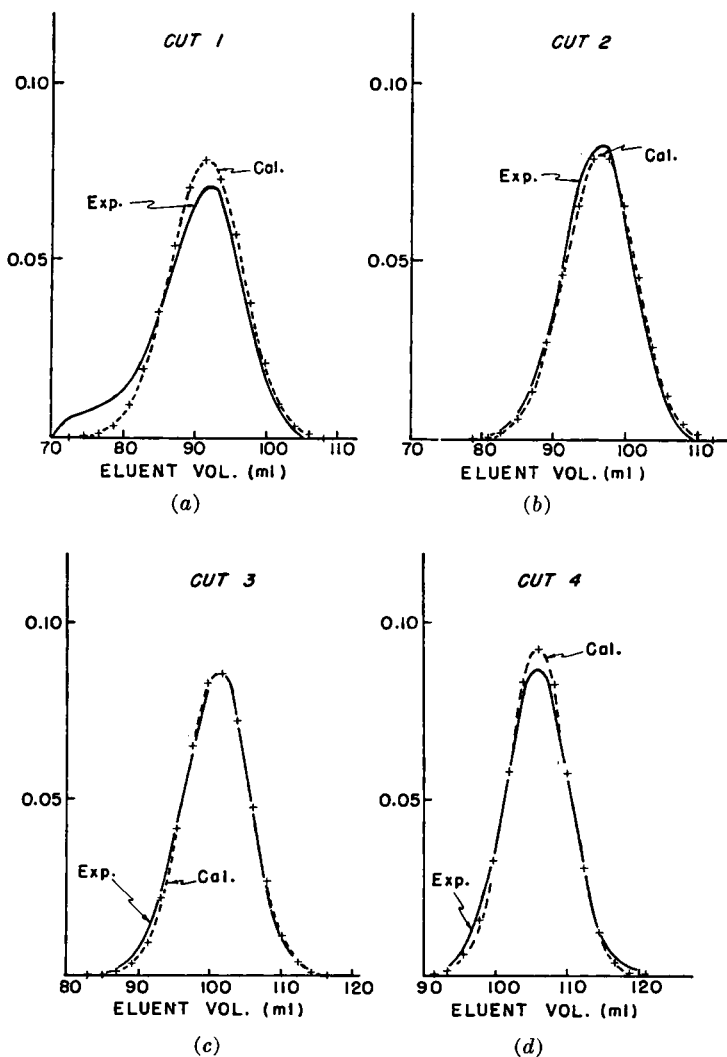 CUT 1
0.10
Cal.
Exp.
0.05
70 80 90 100 110
ELUENT VOL. (ml)
(a)
CUT 2
0.10
Cal.
Exp.
0.05
70 80 90 100 110
ELUENT VOL. (ml)
(b)
CUT 3
0.10
0.05
Exp.
Cal.
80 90 100 110 120
ELUENT VOL. (ml)
(c)
CUT 4
0.10
Cal.
0.05
Exp.
90 100 110 120
ELUENT VOL. (ml)
(d)